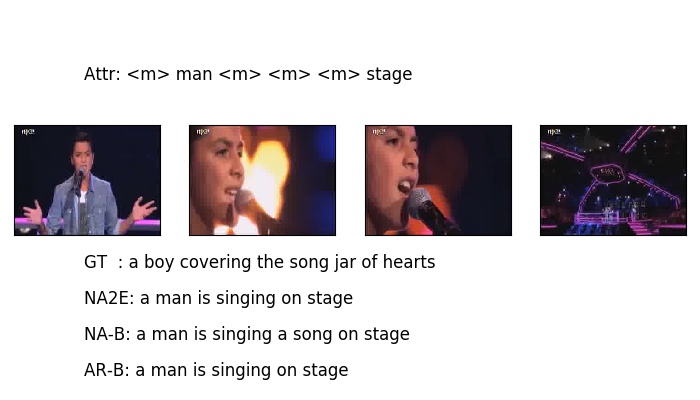 Attr: <m> man <m> <m> <m> stage
GT : a boy covering the song jar of hearts
NA2E: a man is singing on stage
NA-B: a man is singing a song on stage
AR-B: a man is singing on stage